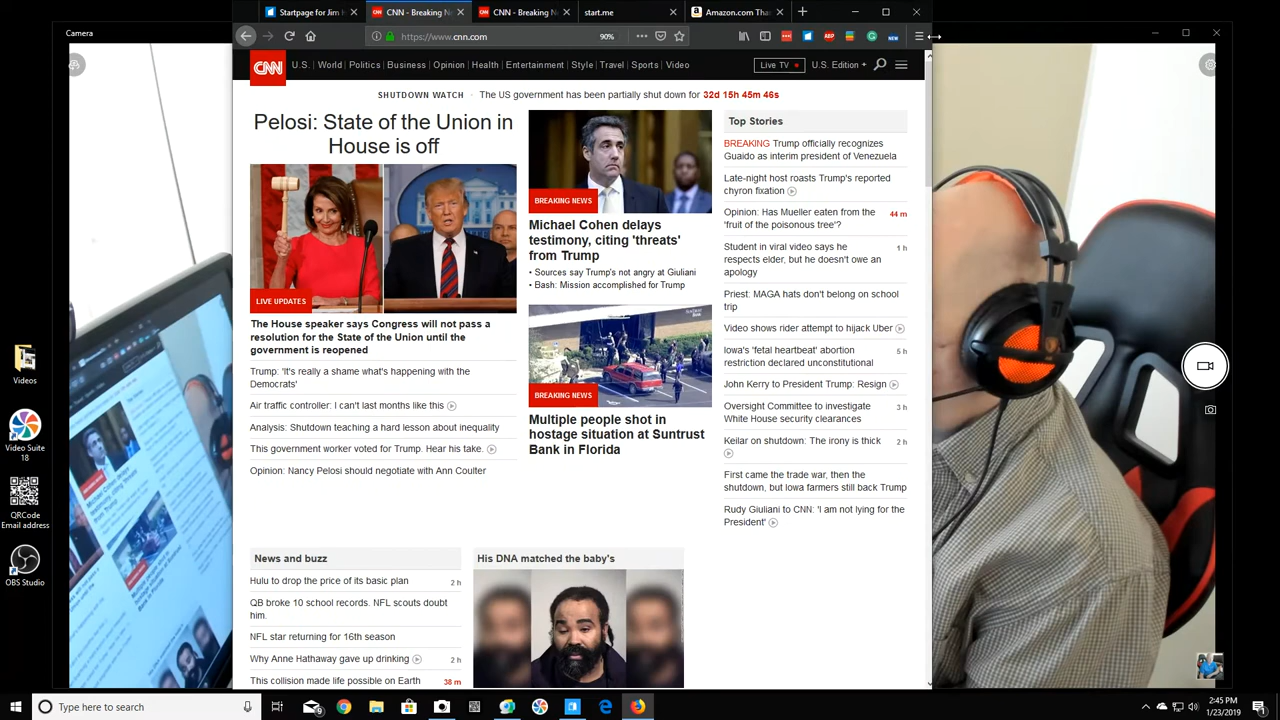 Startpage for Jim H
CNN - Breaking Ne
CNN - Breaking N
start.me
Amazon.com Tha
Camera
https://www.cnn.com
90%
ABP
NEW
CNN
U.S.
World
Politics
Business
Opinion
Health
Entertainment
Style
Travel
Sports
Video
Live TV
U.S. Edition +
SHUTDOWN WATCH · The US government has been partially shut down for 32d 15h 45m 46s
Pelosi: State of the Union in
House is off
LIVE UPDATES
The House speaker says Congress will not pass a
resolution for the State of the Union until the
government is reopened
Trump: 'It's really a shame what's happening with the
Democrats'
Air traffic controller: I can't last months like this
Analysis: Shutdown teaching a hard lesson about inequality
This government worker voted for Trump. Hear his take.
Opinion: Nancy Pelosi should negotiate with Ann Coulter
BREAKING NEWS
Michael Cohen delays
testimony, citing 'threats'
from Trump
• Sources say Trump's not angry at Giuliani
• Bash: Mission accomplished for Trump
BREAKING NEWS
Multiple people shot in
hostage situation at Suntrust
Bank in Florida
Top Stories
BREAKING Trump officially recognizes
Guaido as interim president of Venezuela
Late-night host roasts Trump's reported
chyron fixation
Opinion: Has Mueller eaten from the 44 m
'fruit of the poisonous tree'?
Student in viral video says he 1 h
respects elder, but he doesn't owe an
apology
Priest: MAGA hats don't belong on school
trip
Video shows rider attempt to hijack Uber
Iowa's 'fetal heartbeat' abortion 5 h
restriction declared unconstitutional
John Kerry to President Trump: Resign
Oversight Committee to investigate 3 h
White House security clearances
Keilar on shutdown: The irony is thick 2 h
First came the trade war, then the
shutdown, but Iowa farmers still back Trump
Rudy Giuliani to CNN: 'I am not lying for the
President'
News and buzz
Hulu to drop the price of its basic plan 2 h
QB broke 10 school records. NFL scouts doubt
him.
NFL star returning for 16th season
Why Anne Hathaway gave up drinking 2 h
This collision made life possible on Earth 38 m
His DNA matched the baby's
Videos
Video Suite
18
QRCode
Email address
OBS Studio
Type here to search
2:45 PM
1/23/2019